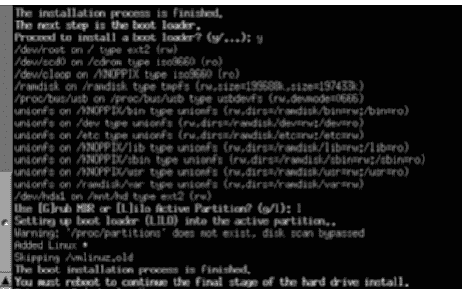 The installation process is finished.
The next step is the boot loader.
Proceed to install a boot loader? (y/...): y
/dev/root on / type ext2 (rw)
/dev/scd0 on /cdrom type iso9660 (ro)
/dev/cloop on /KNOPPIX type iso9660 (ro)
/ramdisk on /ramdisk type tmpfs (rw,size=199680k,size=197433k)
/proc/bus/usb on /proc/bus/usb type usbdevfs (rw,devmode=0666)
unionfs on /KNOPPIX/bin type unionfs (rw,dirs=/ramdisk/bin=rw:/bin=ro)
unionfs on /dev type unionfs (rw,dirs=/ramdisk/dev=rw:/dev=ro)
unionfs on /etc type unionfs (rw,dirs=/ramdisk/etc=rw:/etc=rw)
unionfs on /KNOPPIX/lib type unionfs (rw,dirs=/ramdisk/lib=rw:/lib=ro)
unionfs on /KNOPPIX/sbin type unionfs (rw,dirs=/ramdisk/sbin=rw:/sbin=ro)
unionfs on /KNOPPIX/usr type unionfs (rw,dirs=/ramdisk/usr=rw:/usr=ro)
unionfs on /ramdisk/var type unionfs (rw,dirs=/ramdisk/var=rw)
/dev/hda1 on /mnt/hd type ext2 (rw)
Use [G]rub MBR or [L]ilo Active Partition? (g/l): l
Setting up boot loader (LILO) into the active partition..
Warning: '/proc/partitions' does not exist, disk scan bypassed
Added Linux *
Skipping /vmlinuz.old
The boot installation process is finished.
You must reboot to continue the final stage of the hard drive install.